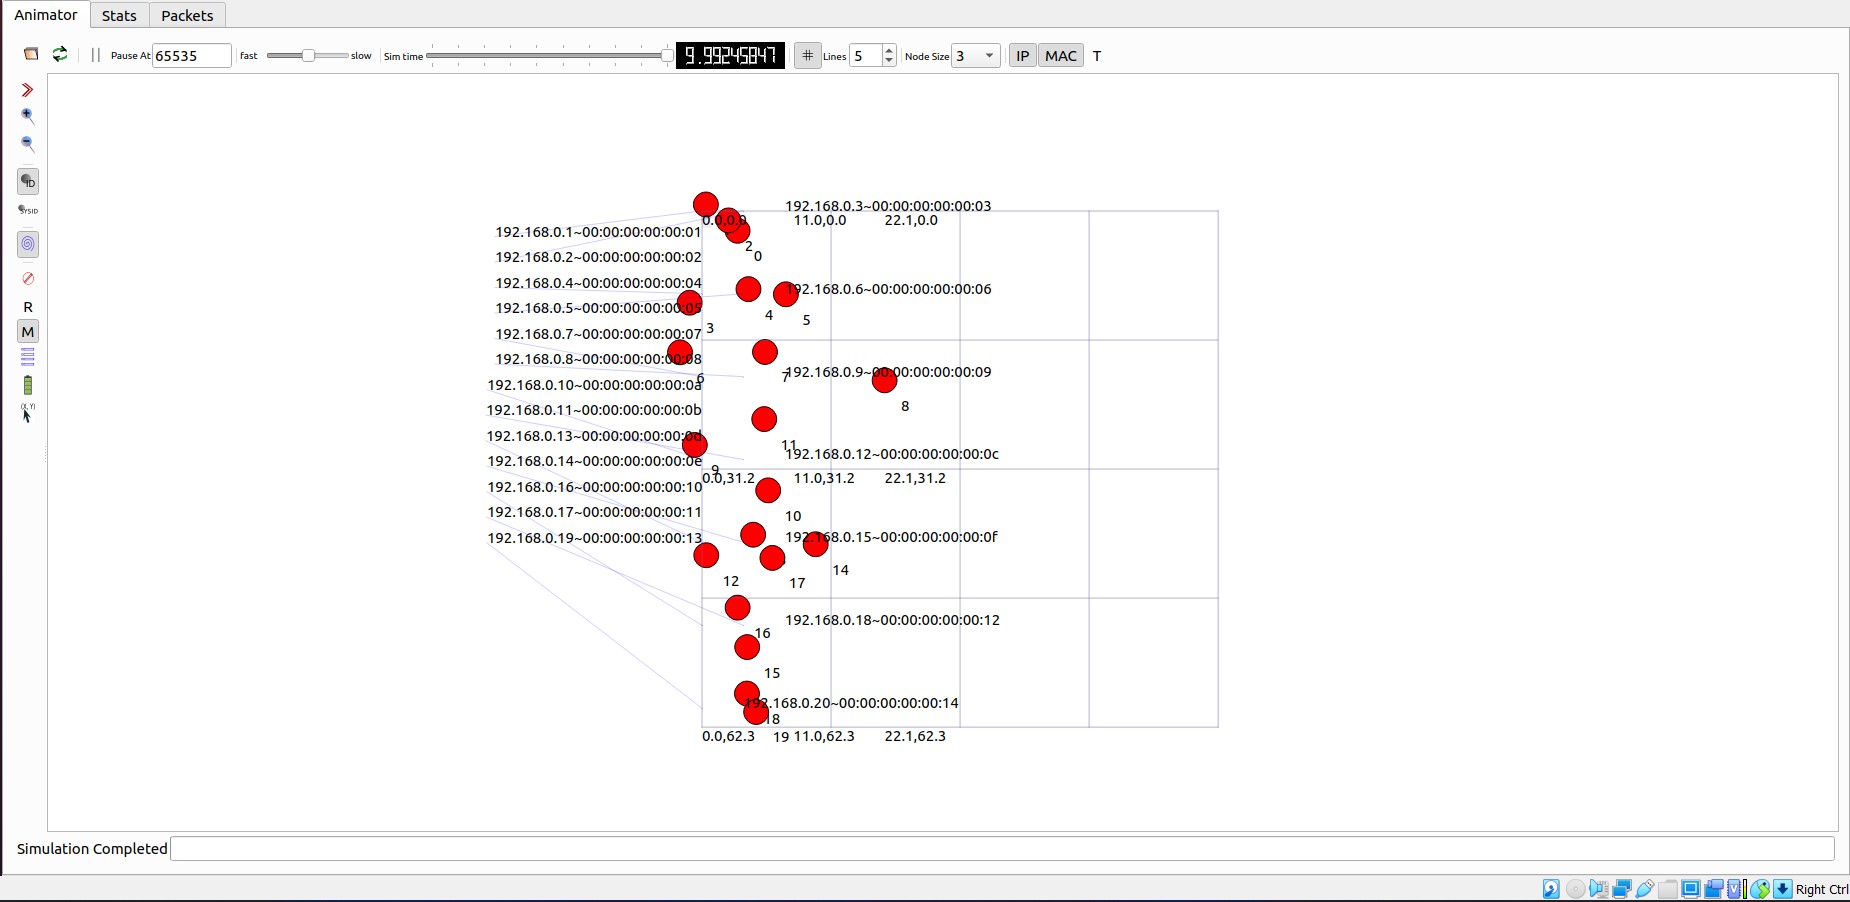 Animator Stats Packets
Pause At 65535 fast slow Sim time 9.99245847 # Lines 5 Node Size 3 IP MAC T
ID
SYSID
R
M
(X, Y)
192.168.0.3~00:00:00:00:00:03
0.0,0.0 11.0,0.0 22.1,0.0
192.168.0.1~00:00:00:00:00:01
2
0
192.168.0.2~00:00:00:00:00:02
192.168.0.4~00:00:00:00:00:04
192.168.0.6~00:00:00:00:00:06
192.168.0.5~00:00:00:00:00:05
4
5
3
192.168.0.7~00:00:00:00:00:07
192.168.0.8~00:00:00:00:00:08
192.168.0.9~00:00:00:00:00:09
6
7
192.168.0.10~00:00:00:00:00:0a
8
192.168.0.11~00:00:00:00:00:0b
192.168.0.13~00:00:00:00:00:0d
11
192.168.0.12~00:00:00:00:00:0c
192.168.0.14~00:00:00:00:00:0e
9
0.0,31.2 11.0,31.2 22.1,31.2
192.168.0.16~00:00:00:00:00:10
192.168.0.17~00:00:00:00:00:11
10
192.168.0.19~00:00:00:00:00:13
192.168.0.15~00:00:00:00:00:0f
14
12
17
192.168.0.18~00:00:00:00:00:12
16
15
192.168.0.20~00:00:00:00:00:14
18
0.0,62.3 19 11.0,62.3 22.1,62.3
Simulation Completed
Right Ctrl